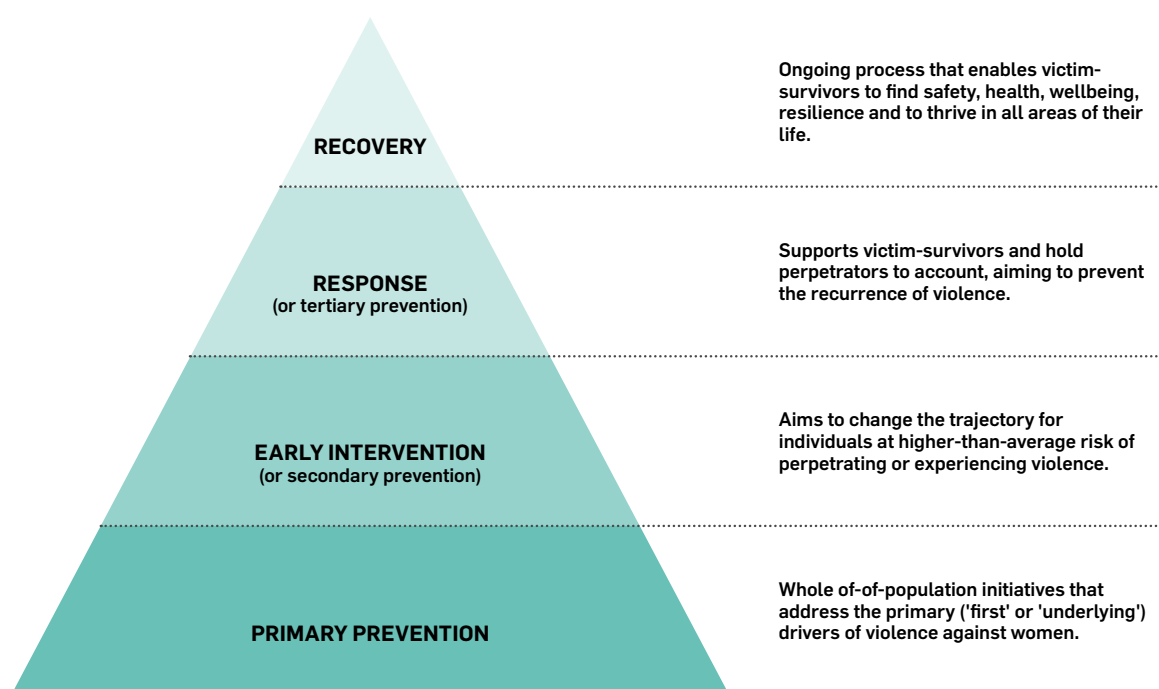 RECOVERY
Ongoing process that enables victim-
survivors to find safety, health, wellbeing,
resilience and to thrive in all areas of their
life.
RESPONSE
(or tertiary prevention)
Supports victim-survivors and hold
perpetrators to account, aiming to prevent
the recurrence of violence.
EARLY INTERVENTION
(or secondary prevention)
Aims to change the trajectory for
individuals at higher-than-average risk of
perpetrating or experiencing violence.
PRIMARY PREVENTION
Whole of-of-population initiatives that
address the primary ('first' or 'underlying')
drivers of violence against women.